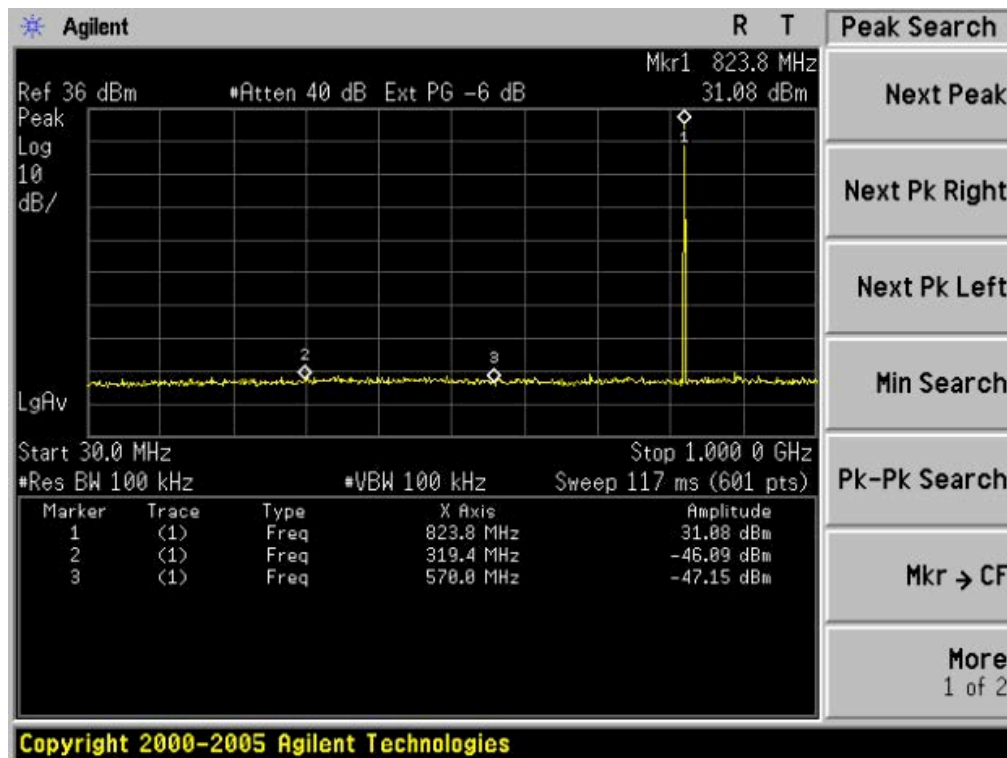 Agilent R T
Peak Search
Mkr1 823.8 MHz
Ref 36 dBm #Atten 40 dB Ext PG -6 dB 31.08 dBm
Peak
Log
10
dB/
1
2
3
LgAv
Start 30.0 MHz Stop 1.000 0 GHz
#Res BW 100 kHz #VBW 100 kHz Sweep 117 ms (601 pts)
Marker Trace Type X Axis Amplitude
1 (1) Freq 823.8 MHz 31.08 dBm
2 (1) Freq 319.4 MHz -46.09 dBm
3 (1) Freq 570.0 MHz -47.15 dBm
Next Peak
Next Pk Right
Next Pk Left
Min Search
Pk-Pk Search
Mkr → CF
More
1 of 2
Copyright 2000-2005 Agilent Technologies